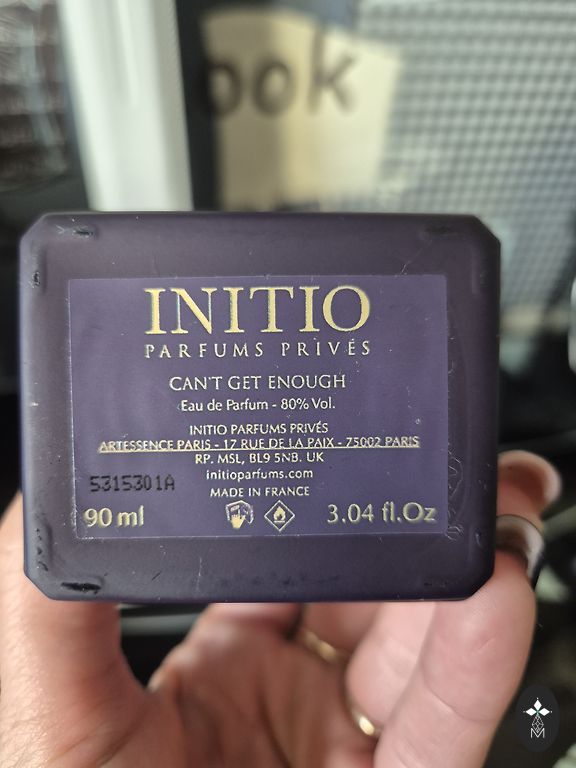 ook
INITIO
PARFUMS PRIVÉS
CAN'T GET ENOUGH
Eau de Parfum - 80% Vol.
INITIO PARFUMS PRIVÉS
ARTESSENCE PARIS - 17 RUE DE LA PAIX - 75002 PARIS
RP. MSL, BL9 5NB. UK
initioparfums.com
MADE IN FRANCE
5315301A
90 ml
3.04 fl.Oz